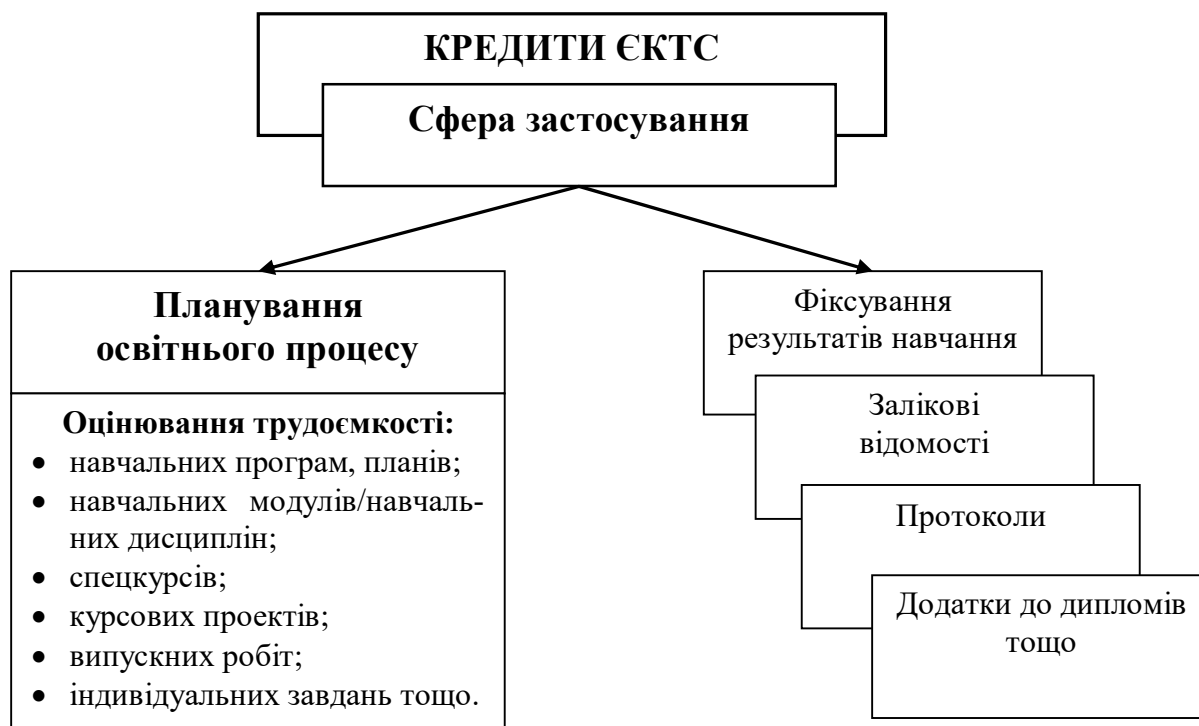 КРЕДИТИ ЄКТС
Сфера застосування
Планування
освітнього процесу
Оцінювання трудоємкості:
• навчальних програм, планів;
• навчальних модулів/навчаль-
них дисциплін;
• спецкурсів;
• курсових проектів;
• випускних робіт;
• індивідуальних завдань тощо.
Фіксування
результатів навчання
Залікові
відомості
Протоколи
Додатки до дипломів
тощо